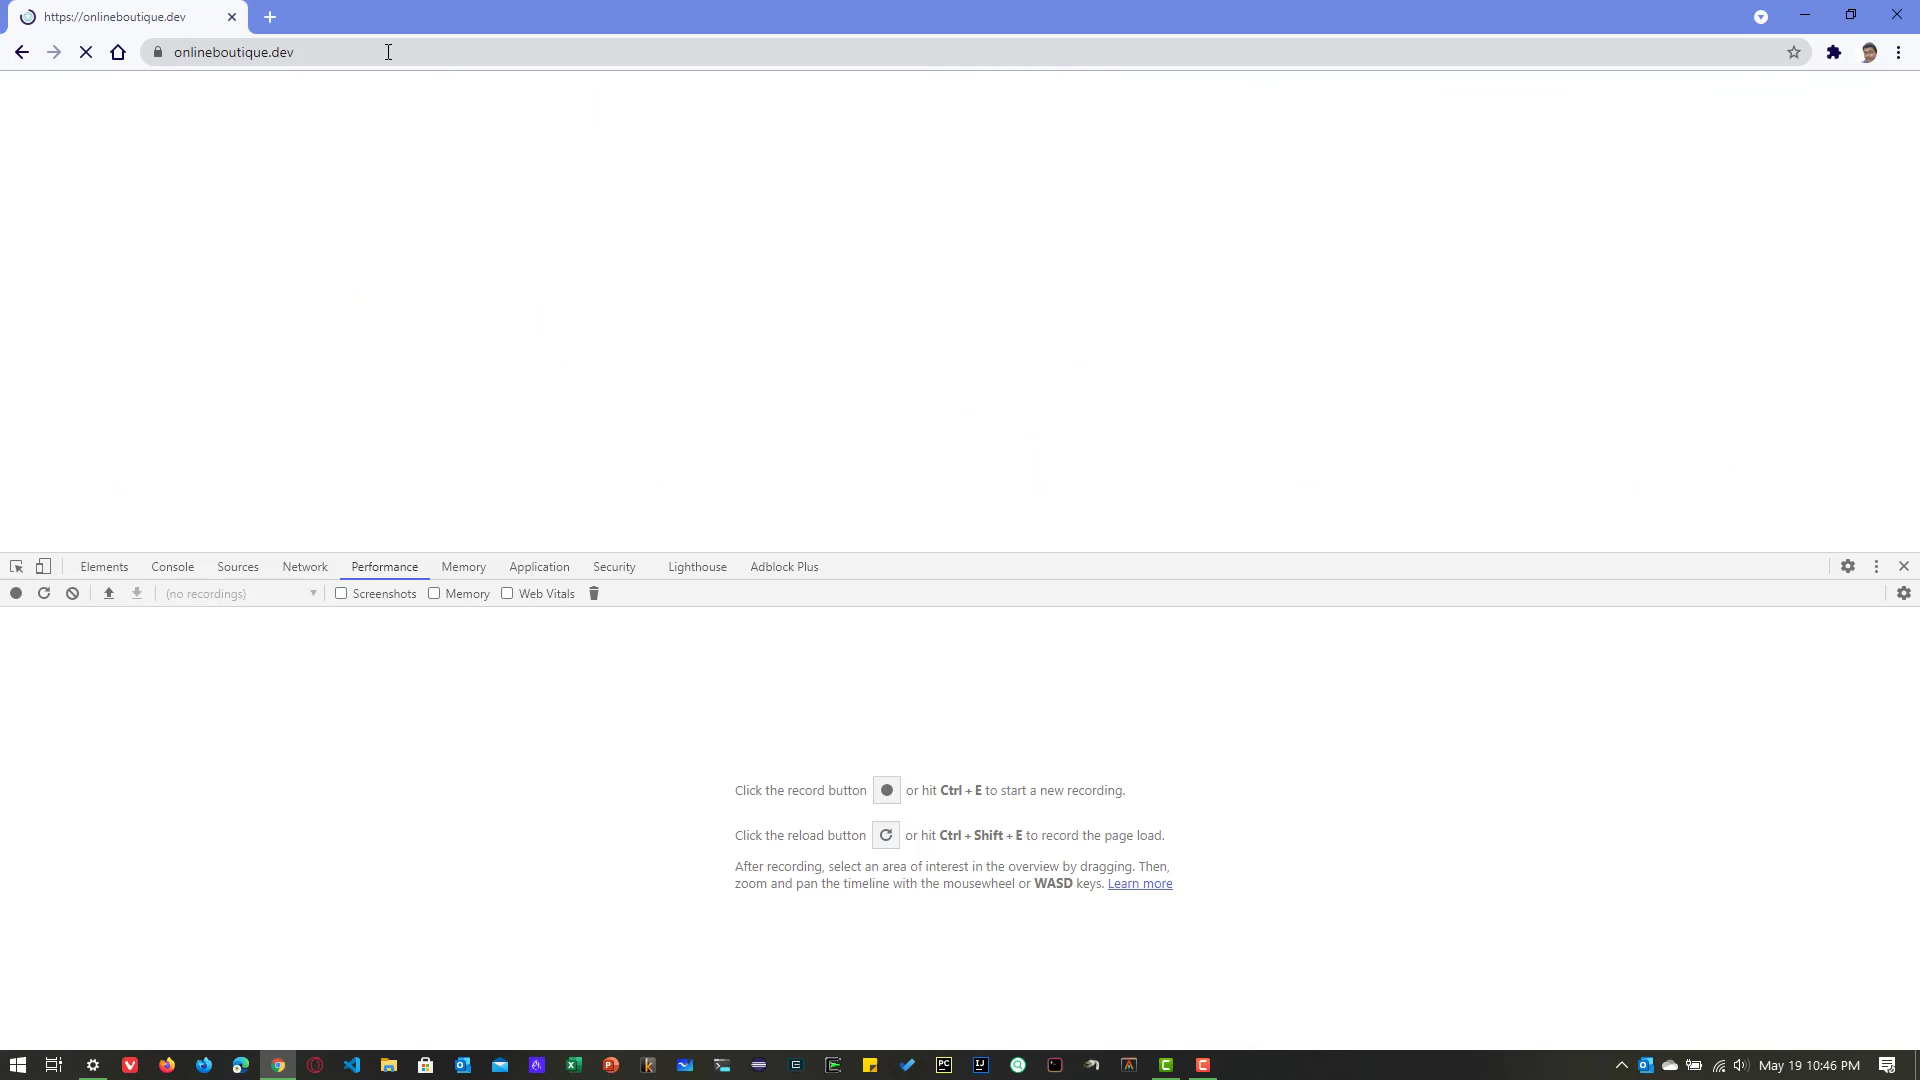 https://onlineboutique.dev
onlineboutique.dev
Elements Console Sources Network Performance Memory Application Security Lighthouse Adblock Plus
(no recordings) Screenshots Memory Web Vitals
Click the record button or hit Ctrl + E to start a new recording.
Click the reload button or hit Ctrl + Shift + E to record the page load.
After recording, select an area of interest in the overview by dragging. Then,
zoom and pan the timeline with the mousewheel or WASD keys. Learn more
May 19 10:46 PM